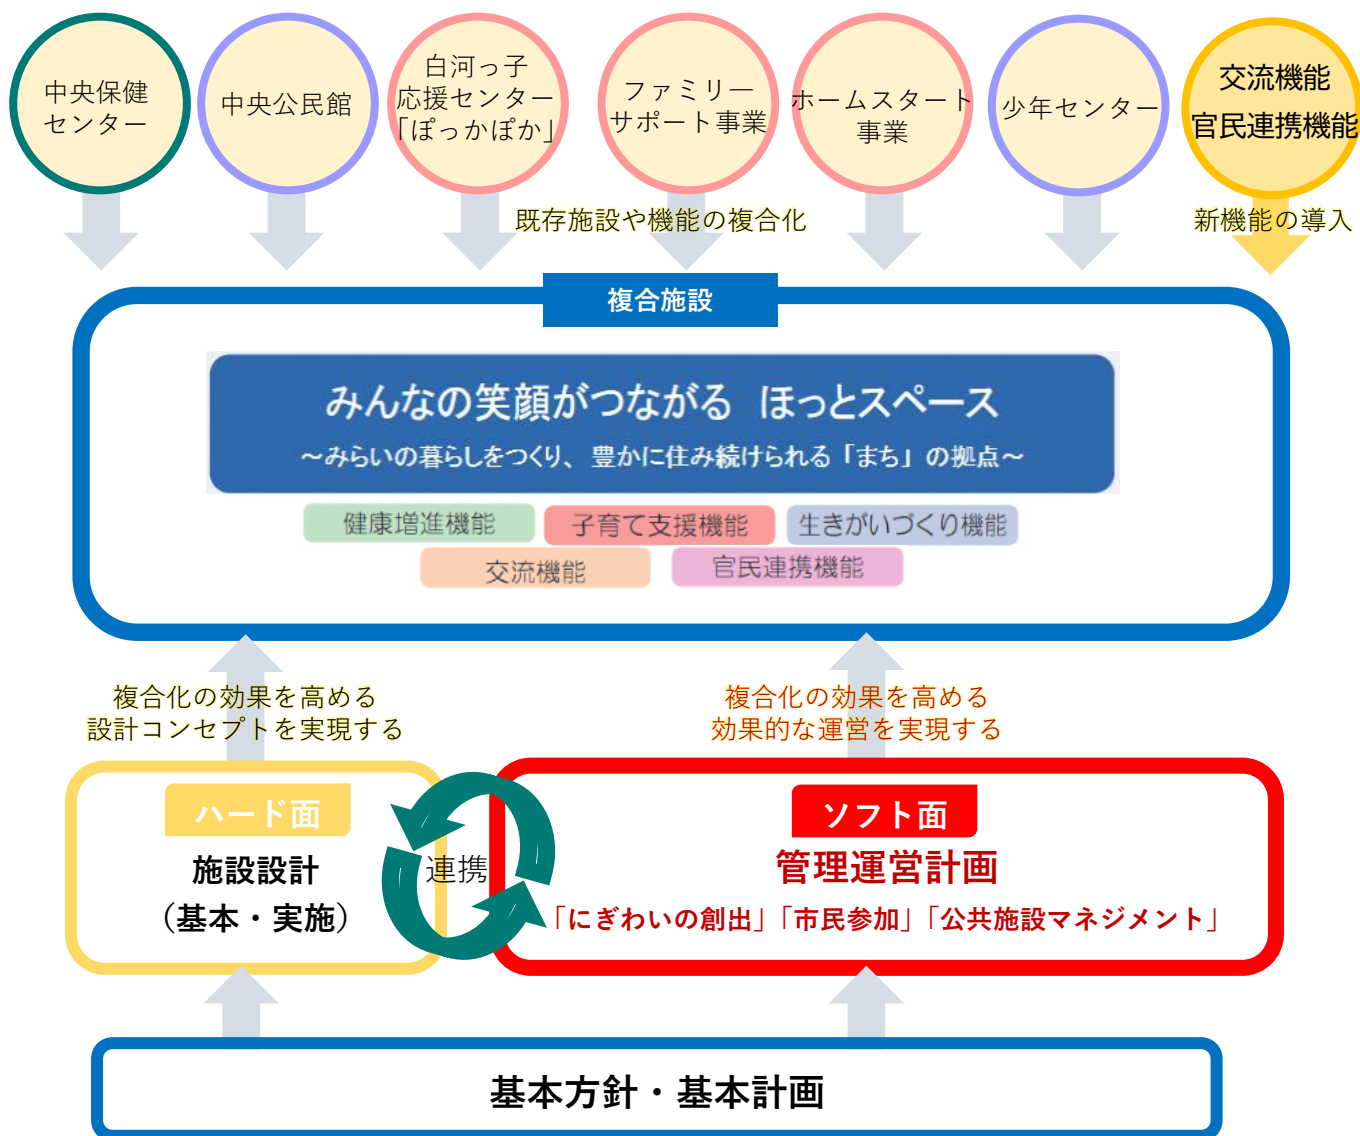 中央保健
センター
中央公民館
白河っ子
応援センター
「ぽっかぽか」
ファミリー
サポート事業
ホームスタート
事業
少年センター
交流機能
官民連携機能
既存施設や機能の複合化
新機能の導入
複合施設
みんなの笑顔がつながる ほっとスペース
～みらいの暮らしをつくり、豊かに住み続けられる「まち」の拠点～
健康増進機能
子育て支援機能
生きがいづくり機能
交流機能
官民連携機能
複合化の効果を高める
設計コンセプトを実現する
複合化の効果を高める
効果的な運営を実現する
ハード面
施設設計
（基本・実施）
連携
ソフト面
管理運営計画
「にぎわいの創出」「市民参加」「公共施設マネジメント」
基本方針・基本計画